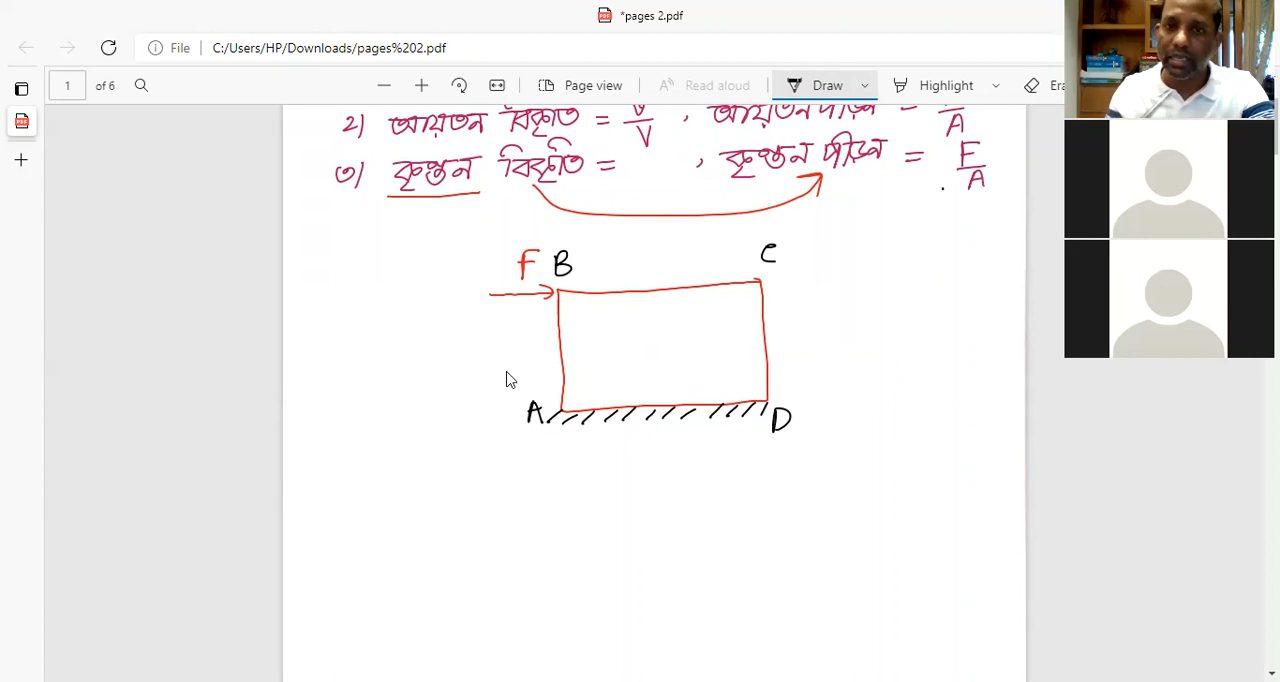 *pages 2.pdf
File C:/Users/HP/Downloads/pages%202.pdf
1 of 6 Page view Read aloud Draw Highlight Era
২) আয়তন বিকৃতি = v/V , আয়তন পীড়ন = /A
৩) কৃন্তন বিকৃতি = , কৃন্তন পীড়ন = F/A
F B C
A D